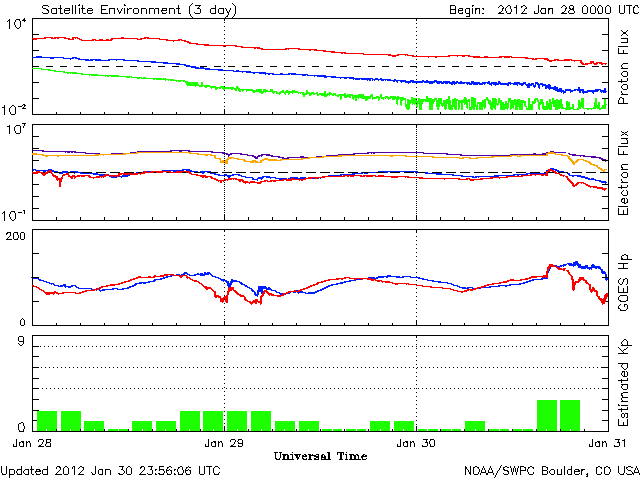 Satellite Environment (3 day) Begin: 2012 Jan 28 0000 UTC
10^4
10^-2
Proton Flux
10^7
10^-1
Electron Flux
200
0
GOES Hp
9
0
Estimated Kp
Jan 28 Jan 29 Jan 30 Jan 31
Universal Time
Updated 2012 Jan 30 23:56:06 UTC NOAA/SWPC Boulder, CO USA